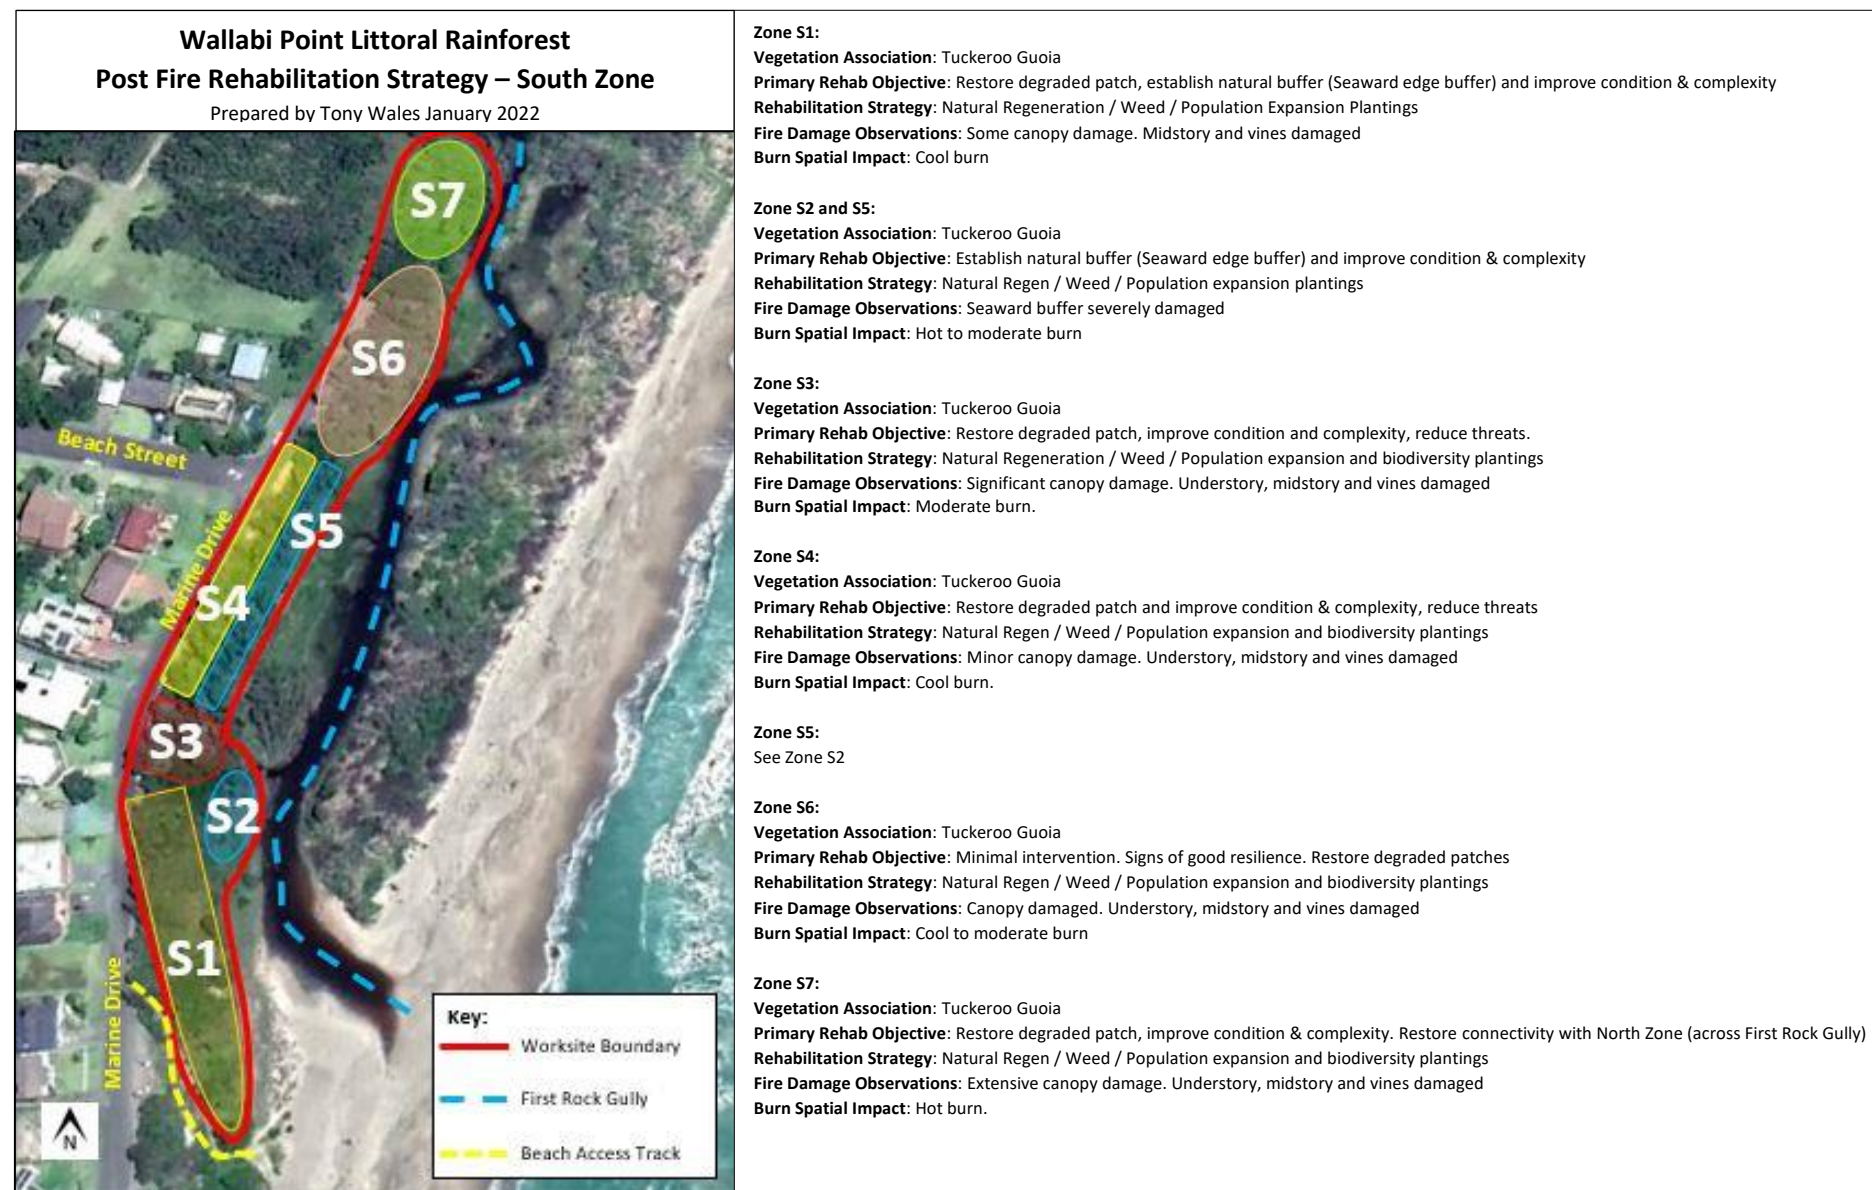 Wallabi Point Littoral Rainforest
Post Fire Rehabilitation Strategy – South Zone
Prepared by Tony Wales January 2022
S7
S6
Beach Street
S5
Marine Drive
S4
S3
S2
S1
Marine Drive
N
Key:
Worksite Boundary
First Rock Gully
Beach Access Track
Zone S1:
Vegetation Association: Tuckeroo Guoia
Primary Rehab Objective: Restore degraded patch, establish natural buffer (Seaward edge buffer) and improve condition & complexity
Rehabilitation Strategy: Natural Regeneration / Weed / Population Expansion Plantings
Fire Damage Observations: Some canopy damage. Midstory and vines damaged
Burn Spatial Impact: Cool burn
Zone S2 and S5:
Vegetation Association: Tuckeroo Guoia
Primary Rehab Objective: Establish natural buffer (Seaward edge buffer) and improve condition & complexity
Rehabilitation Strategy: Natural Regen / Weed / Population expansion plantings
Fire Damage Observations: Seaward buffer severely damaged
Burn Spatial Impact: Hot to moderate burn
Zone S3:
Vegetation Association: Tuckeroo Guoia
Primary Rehab Objective: Restore degraded patch, improve condition and complexity, reduce threats.
Rehabilitation Strategy: Natural Regeneration / Weed / Population expansion and biodiversity plantings
Fire Damage Observations: Significant canopy damage. Understory, midstory and vines damaged
Burn Spatial Impact: Moderate burn.
Zone S4:
Vegetation Association: Tuckeroo Guoia
Primary Rehab Objective: Restore degraded patch and improve condition & complexity, reduce threats
Rehabilitation Strategy: Natural Regen / Weed / Population expansion and biodiversity plantings
Fire Damage Observations: Minor canopy damage. Understory, midstory and vines damaged
Burn Spatial Impact: Cool burn.
Zone S5:
See Zone S2
Zone S6:
Vegetation Association: Tuckeroo Guoia
Primary Rehab Objective: Minimal intervention. Signs of good resilience. Restore degraded patches
Rehabilitation Strategy: Natural Regen / Weed / Population expansion and biodiversity plantings
Fire Damage Observations: Canopy damaged. Understory, midstory and vines damaged
Burn Spatial Impact: Cool to moderate burn
Zone S7:
Vegetation Association: Tuckeroo Guoia
Primary Rehab Objective: Restore degraded patch, improve condition & complexity. Restore connectivity with North Zone (across First Rock Gully)
Rehabilitation Strategy: Natural Regen / Weed / Population expansion and biodiversity plantings
Fire Damage Observations: Extensive canopy damage. Understory, midstory and vines damaged
Burn Spatial Impact: Hot burn.